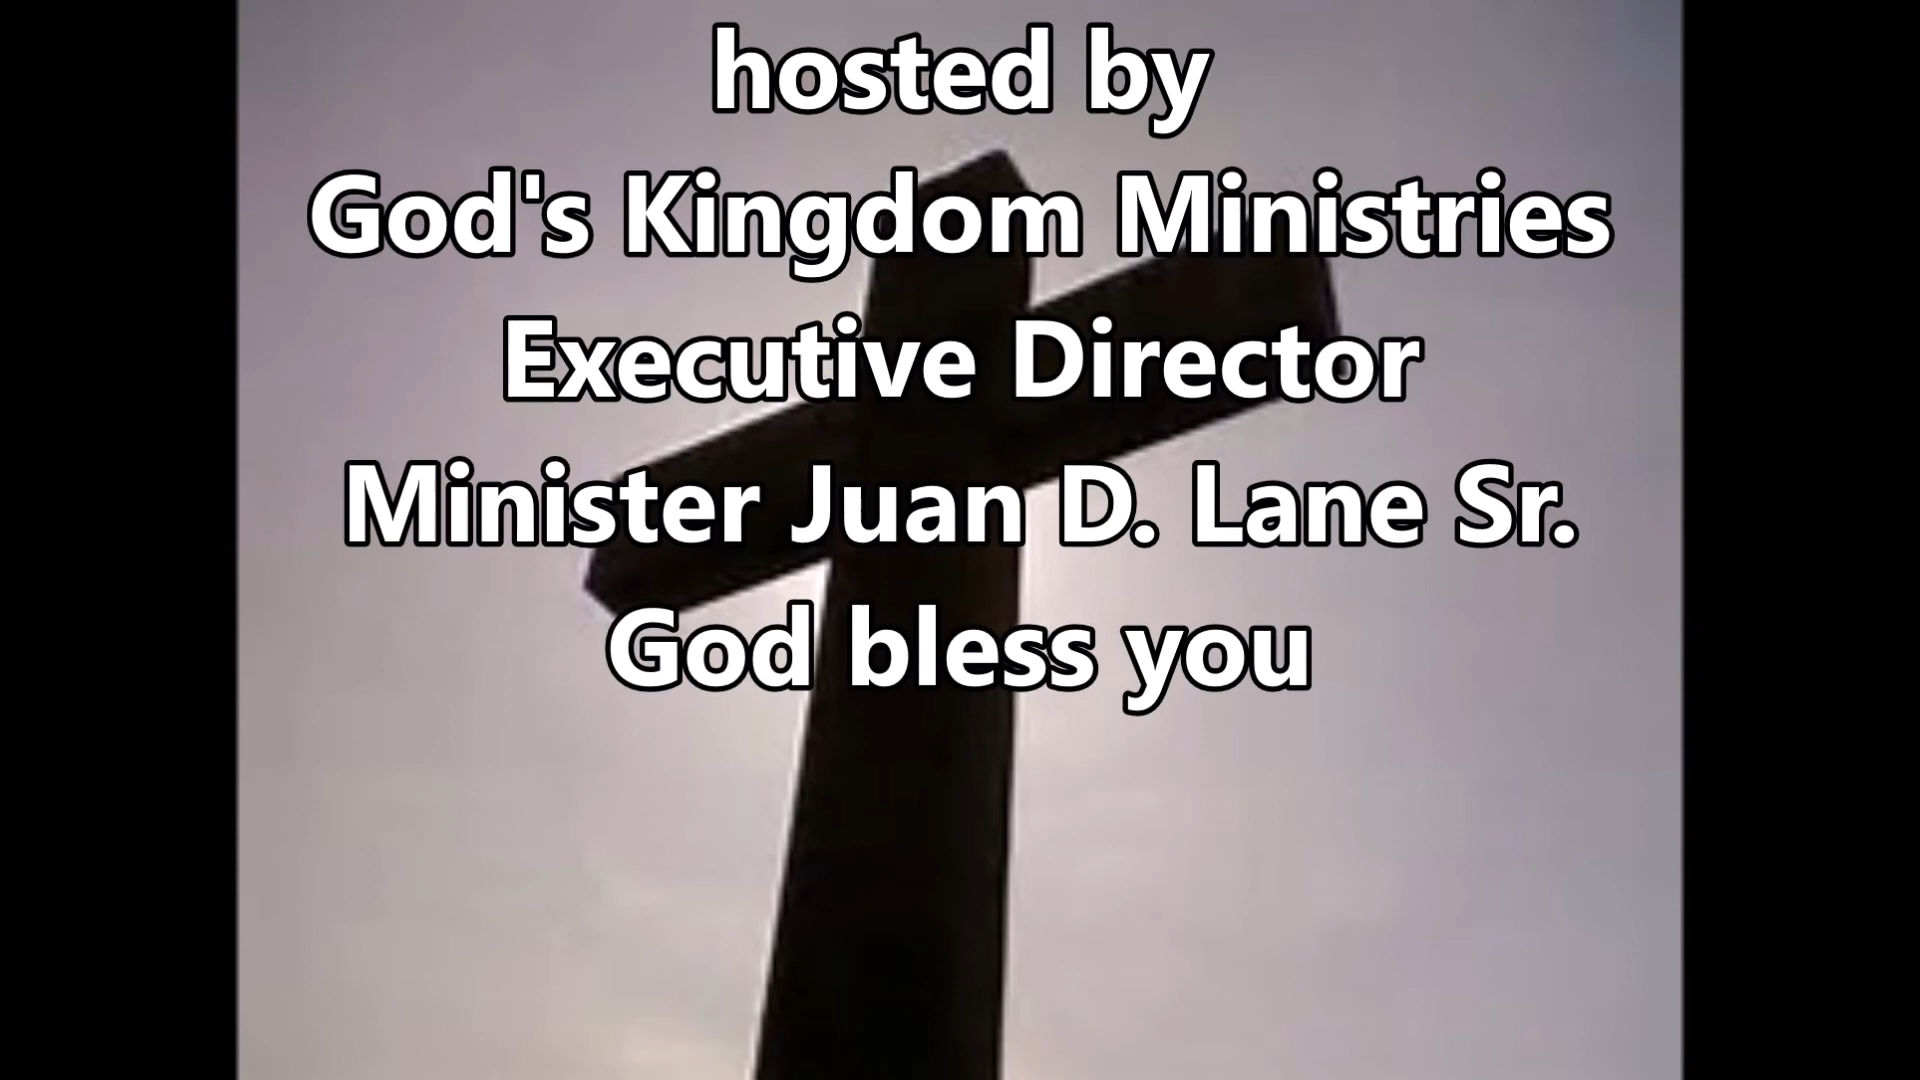 hosted by
God's Kingdom Ministries
Executive Director
Minister Juan D. Lane Sr.
God bless you